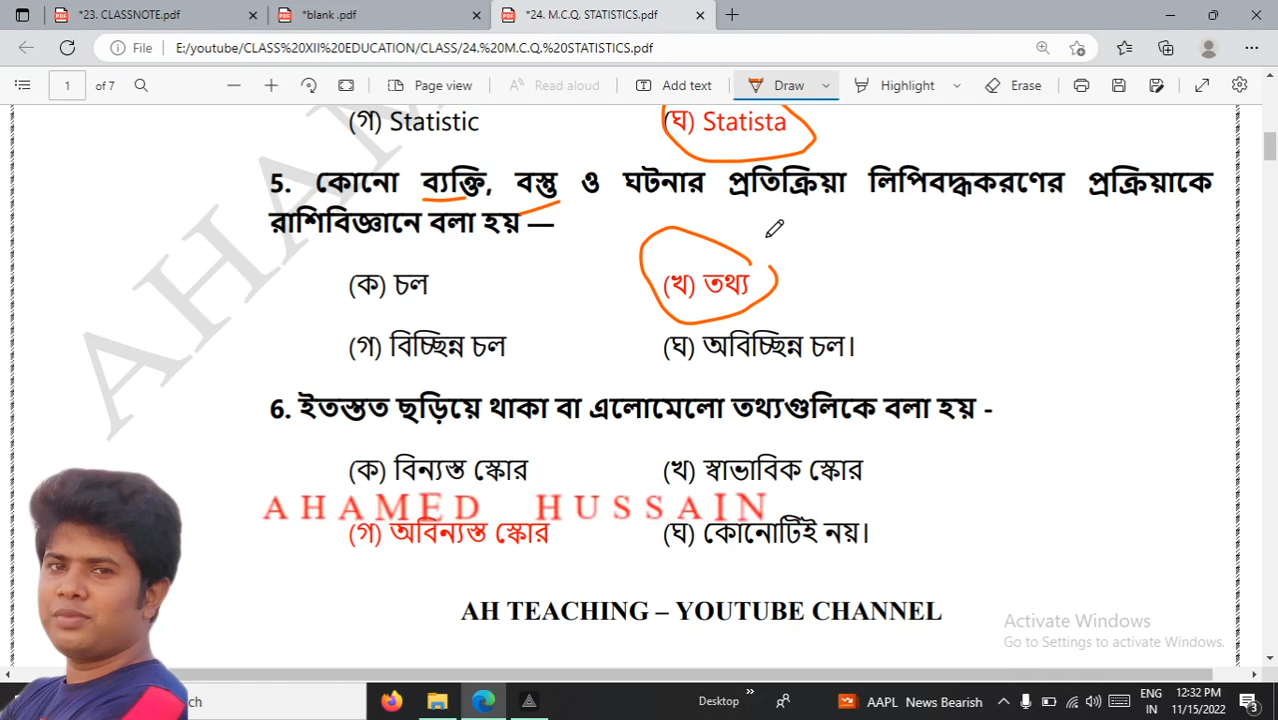 *23. CLASSNOTE.pdf
*blank .pdf
*24. M.C.Q. STATISTICS.pdf
File
E:/youtube/CLASS%20XII%20EDUCATION/CLASS/24.%20M.C.Q.%20STATISTICS.pdf
1 of 7
Page view
Read aloud
Add text
Draw
Highlight
Erase
(গ) Statistic (ঘ) Statista
5. কোনো ব্যক্তি, বস্তু ও ঘটনার প্রতিক্রিয়া লিপিবদ্ধকরণের প্রক্রিয়াকে
রাশিবিজ্ঞানে বলা হয় —
(ক) চল (খ) তথ্য
(গ) বিচ্ছিন্ন চল (ঘ) অবিচ্ছিন্ন চল।
6. ইতস্তত ছড়িয়ে থাকা বা এলোমেলো তথ্যগুলিকে বলা হয় -
(ক) বিন্যস্ত স্কোর (খ) স্বাভাবিক স্কোর
AHAMED HUSSAIN
(গ) অবিন্যস্ত স্কোর (ঘ) কোনোটিই নয়।
AH TEACHING – YOUTUBE CHANNEL
Activate Windows
Go to Settings to activate Windows.
Desktop
AAPL News Bearish
ENG
IN
12:32 PM
11/15/2022
3